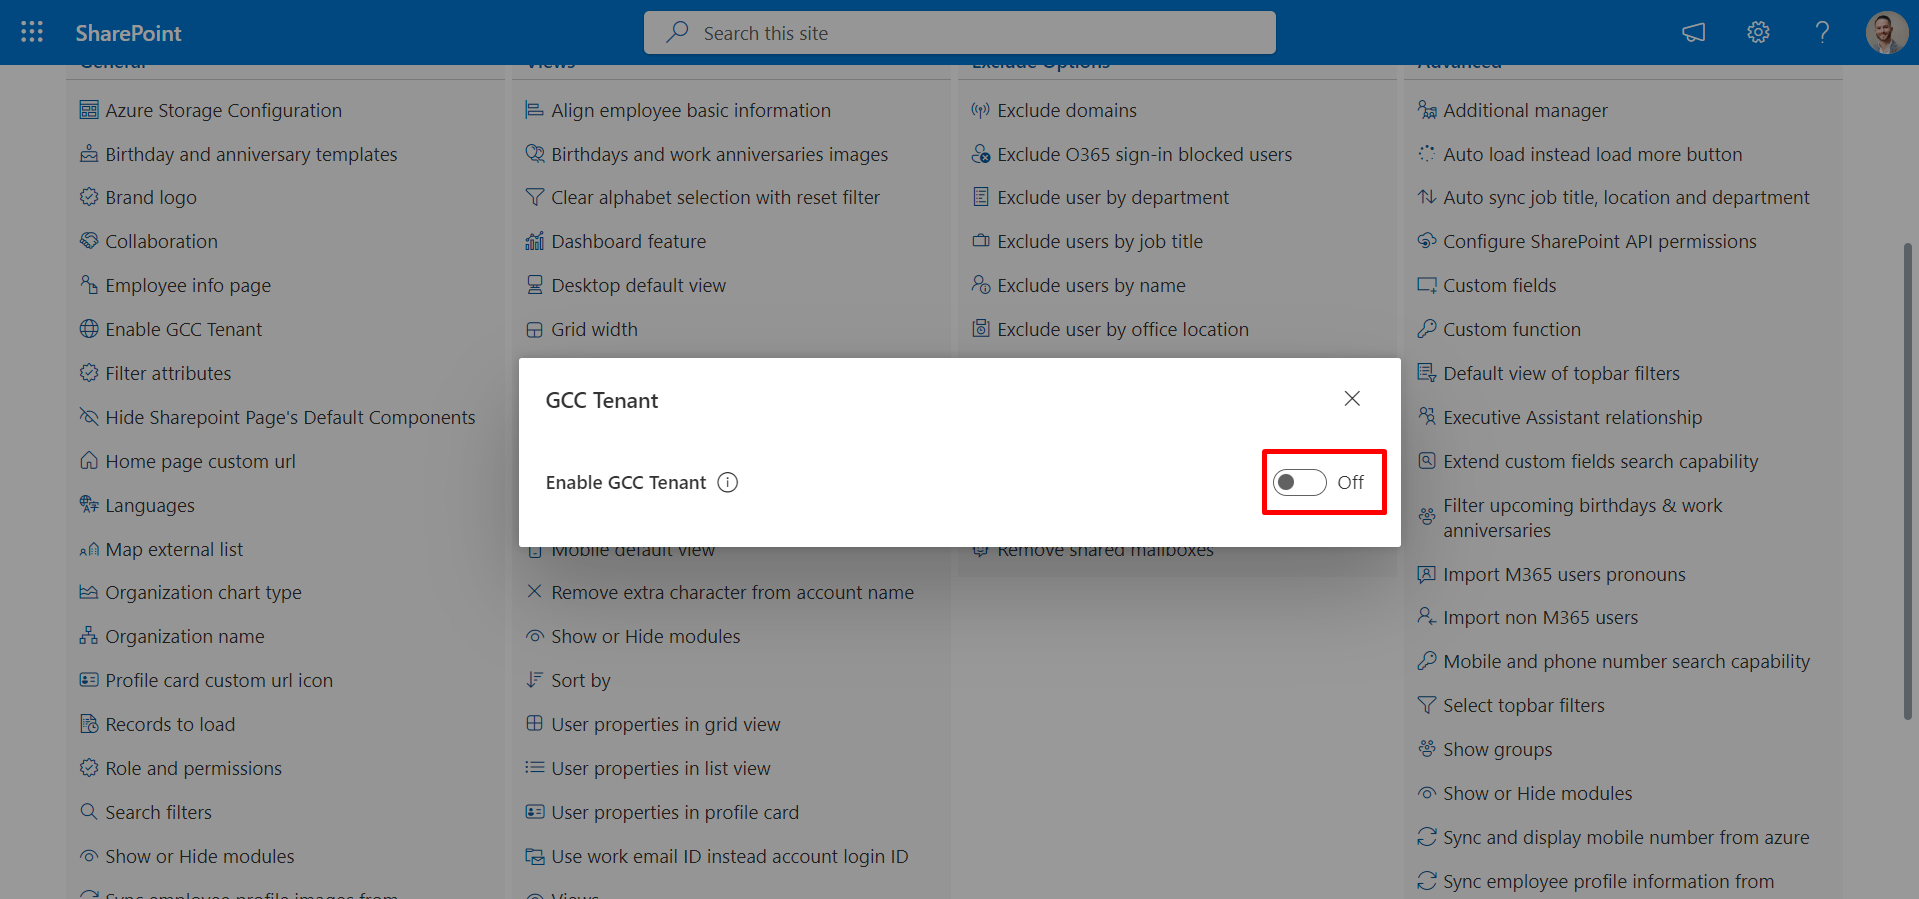 SharePoint
Search this site
General
Views
Exclude Options
Advanced
Azure Storage Configuration
Birthday and anniversary templates
Brand logo
Collaboration
Employee info page
Enable GCC Tenant
Filter attributes
Hide Sharepoint Page's Default Components
Home page custom url
Languages
Map external list
Organization chart type
Organization name
Profile card custom url icon
Records to load
Role and permissions
Search filters
Show or Hide modules
Sync employee profile images from
Align employee basic information
Birthdays and work anniversaries images
Clear alphabet selection with reset filter
Dashboard feature
Desktop default view
Grid width
Mobile default view
Remove extra character from account name
Show or Hide modules
Sort by
User properties in grid view
User properties in list view
User properties in profile card
Use work email ID instead account login ID
Views
Exclude domains
Exclude O365 sign-in blocked users
Exclude user by department
Exclude users by job title
Exclude users by name
Exclude user by office location
Remove shared mailboxes
Additional manager
Auto load instead load more button
Auto sync job title, location and department
Configure SharePoint API permissions
Custom fields
Custom function
Default view of topbar filters
Executive Assistant relationship
Extend custom fields search capability
Filter upcoming birthdays & work
anniversaries
Import M365 users pronouns
Import non M365 users
Mobile and phone number search capability
Select topbar filters
Show groups
Show or Hide modules
Sync and display mobile number from azure
Sync employee profile information from
GCC Tenant
Enable GCC Tenant
Off